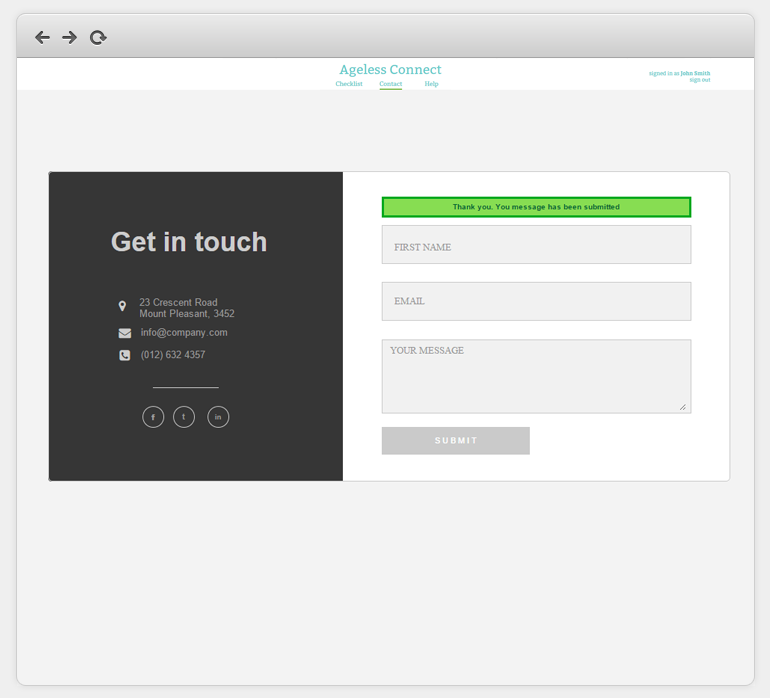 Ageless Connect
Checklist Contact Help
signed in as John Smith
sign out
Get in touch
23 Crescent Road
Mount Pleasant, 3452
info@company.com
(012) 632 4357
f t in
Thank you. You message has been submitted
FIRST NAME
EMAIL
YOUR MESSAGE
SUBMIT